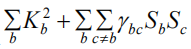 ∑_b K_b^2 + ∑_b ∑_{c≠b} γ_{bc} S_b S_c